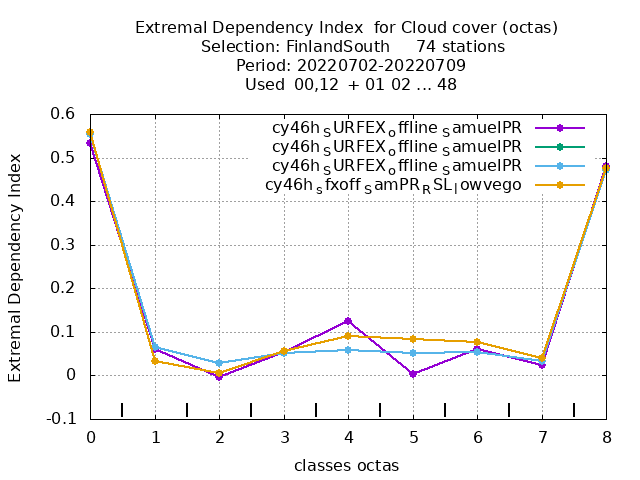 Extremal Dependency Index  for Cloud cover (octas)
Selection: FinlandSouth     74 stations
Period: 20220702-20220709
Used  00,12  + 01 02 ... 48
cy46h_SURFEX_offline_SamuelPR
cy46h_SURFEX_offline_SamuelPR
cy46h_SURFEX_offline_SamuelPR
cy46h_sfxoff_SamPR_RSL_lowvego
0.6
0.5
0.4
0.3
0.2
0.1
0
-0.1
Extremal Dependency Index
0 1 2 3 4 5 6 7 8
classes octas